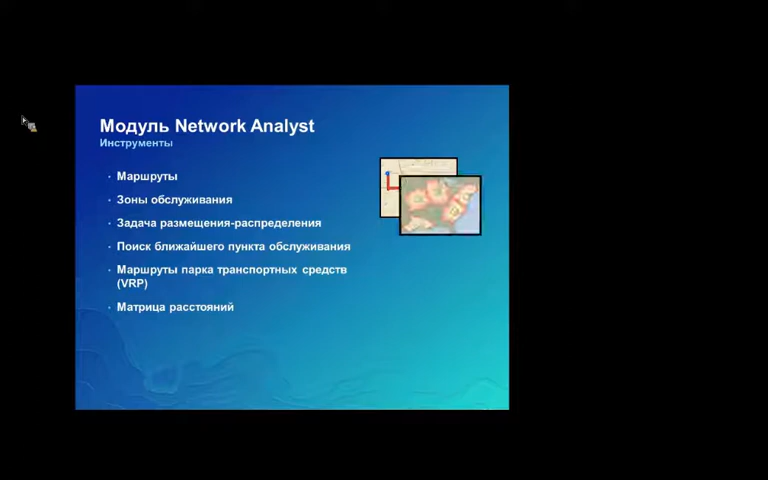 Модуль Network Analyst
Инструменты
Маршруты
Зоны обслуживания
Задача размещения-распределения
Поиск ближайшего пункта обслуживания
Маршруты парка транспортных средств
(VRP)
Матрица расстояний